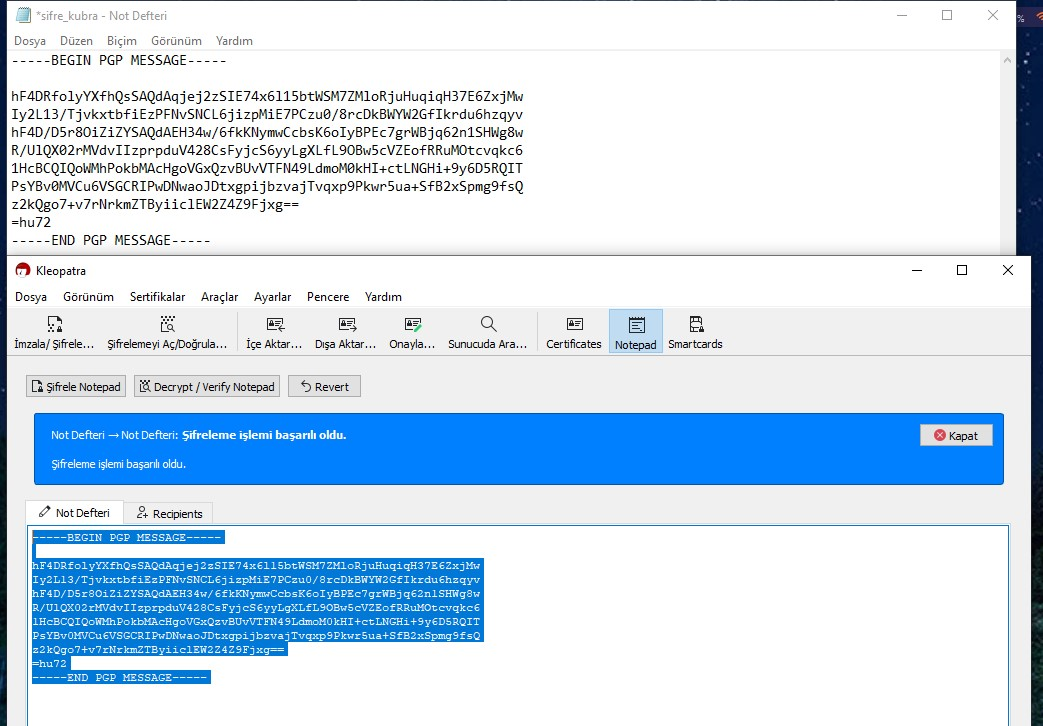 *sifre_kubra - Not Defteri
%
Dosya Düzen Biçim Görünüm Yardım
-----BEGIN PGP MESSAGE-----
hF4DRfolyYXfhQsSAQdAqjej2zSIE74x6l15btWSM7ZMloRjuHuqiqH37E6ZxjMw
Iy2L13/TjvkxtbfiEzPFNvSNCL6jizpMiE7PCzu0/8rcDkBWYW2GfIkrdu6hzqyv
hF4D/D5r8OiZiZYSAQdAEH34w/6fkKNymwCcbsK6oIyBPEc7grWBjq62n1SHWg8w
R/UlQX02rMVdvIIzprpduV428CsFyjcS6yyLgXLfL9OBw5cVZEofRRuMOtcvqkc6
1HcBCQIQoWMhPokbMAcHgoVGxQzvBUvVTFN49LdmoM0kHI+ctLNGHi+9y6D5RQIT
PsYBv0MVCu6VSGCRIPwDNwaoJDtxgpijbzvajTvqxp9Pkwr5ua+SfB2xSpmg9fsQ
z2kQgo7+v7rNrkmZTByiiclEW2Z4Z9Fjxg==
=hu72
-----END PGP MESSAGE-----
Kleopatra
Dosya Görünüm Sertifikalar Araçlar Ayarlar Pencere Yardım
İmzala/ Şifrele... Şifrelemeyi Aç/Doğrula... İçe Aktar... Dışa Aktar... Onayla... Sunucuda Ara... Certificates Notepad Smartcards
Şifrele Notepad Decrypt / Verify Notepad Revert
Not Defteri → Not Defteri: Şifreleme işlemi başarılı oldu.
Kapat
Şifreleme işlemi başarılı oldu.
Not Defteri Recipients
-----BEGIN PGP MESSAGE-----
hF4DRfolyYXfhQsSAQdAqjej2zSIE74x6l15btWSM7ZMloRjuHuqiqH37E6ZxjMw
Iy2L13/TjvkxtbfiEzPFNvSNCL6jizpMiE7PCzu0/8rcDkBWYW2GfIkrdu6hzqyv
hF4D/D5r8OiZiZYSAQdAEH34w/6fkKNymwCcbsK6oIyBPEc7grWBjq62n1SHWg8w
R/UlQX02rMVdvIIzprpduV428CsFyjcS6yyLgXLfL9OBw5cVZEofRRuMOtcvqkc6
1HcBCQIQoWMhPokbMAcHgoVGxQzvBUvVTFN49LdmoM0kHI+ctLNGHi+9y6D5RQIT
PsYBv0MVCu6VSGCRIPwDNwaoJDtxgpijbzvajTvqxp9Pkwr5ua+SfB2xSpmg9fsQ
z2kQgo7+v7rNrkmZTByiiclEW2Z4Z9Fjxg==
=hu72
-----END PGP MESSAGE-----